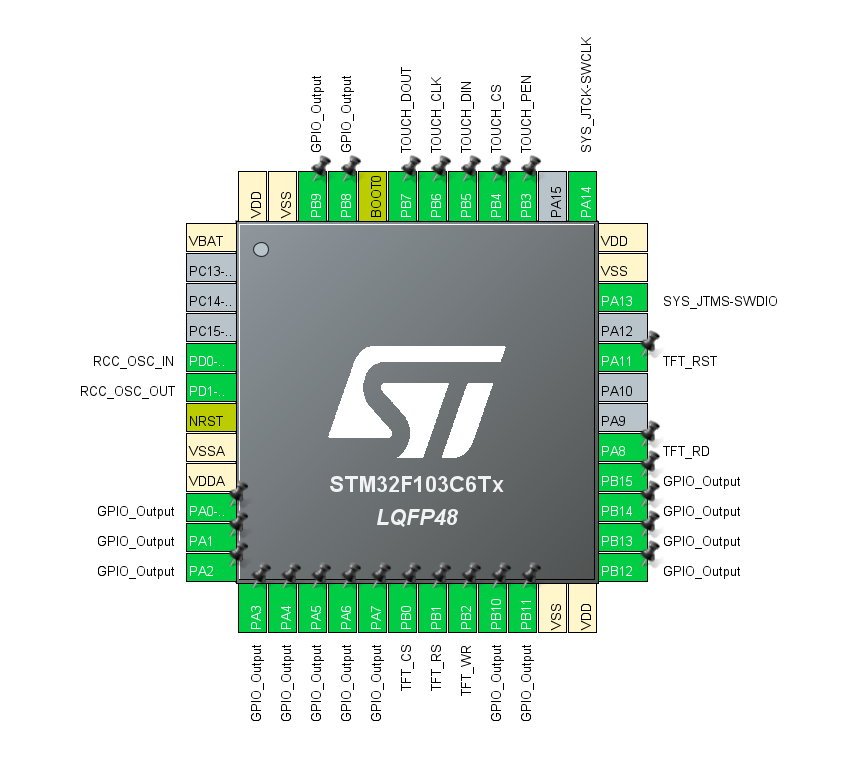 GPIO_Output
GPIO_Output
TOUCH_DOUT
TOUCH_CLK
TOUCH_DIN
TOUCH_CS
TOUCH_PEN
SYS_JTCK-SWCLK
VDD
VSS
PB9
PB8
BOOT0
PB7
PB6
PB5
PB4
PB3
PA15
PA14
VBAT
PC13-..
PC14-..
PC15-..
RCC_OSC_IN PD0-..
RCC_OSC_OUT PD1-..
NRST
VSSA
VDDA
GPIO_Output PA0-..
GPIO_Output PA1
GPIO_Output PA2
VDD
VSS
PA13 SYS_JTMS-SWDIO
PA12
PA11 TFT_RST
PA10
PA9
PA8 TFT_RD
PB15 GPIO_Output
PB14 GPIO_Output
PB13 GPIO_Output
PB12 GPIO_Output
ST
STM32F103C6Tx
LQFP48
PA3
PA4
PA5
PA6
PA7
PB0
PB1
PB2
PB10
PB11
VSS
VDD
GPIO_Output
GPIO_Output
GPIO_Output
GPIO_Output
GPIO_Output
TFT_CS
TFT_RS
TFT_WR
GPIO_Output
GPIO_Output